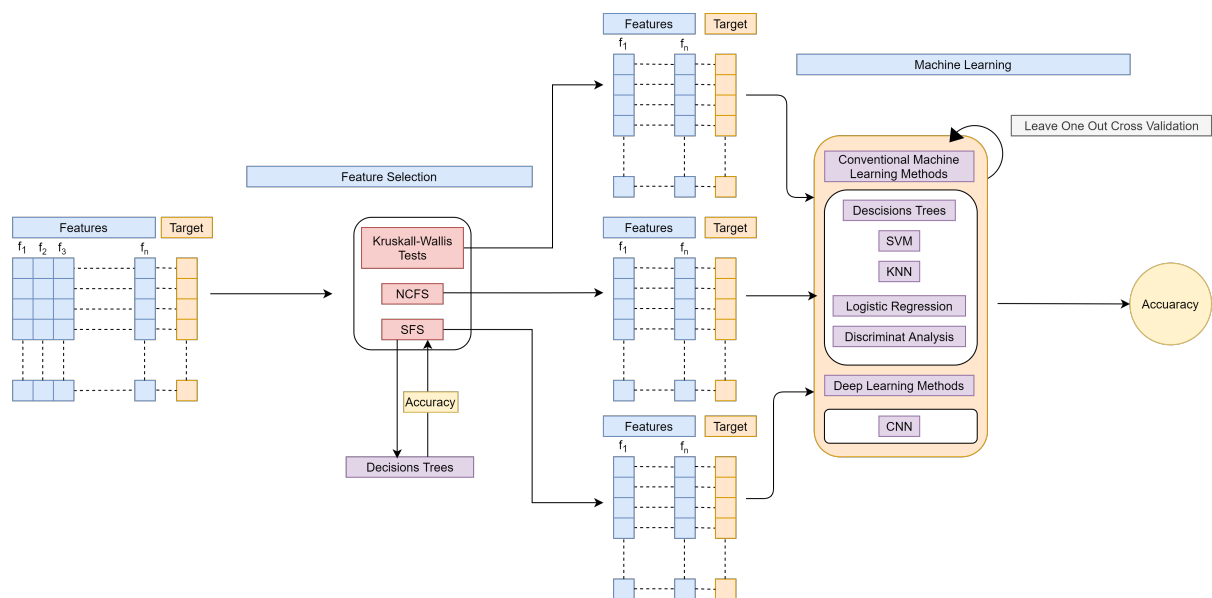 Features
Target
f1
f2
f3
fn
Feature Selection
Kruskall-Wallis
Tests
NCFS
SFS
Accuracy
Decisions Trees
Features
Target
f1
fn
Features
Target
f1
fn
Features
Target
f1
fn
Machine Learning
Leave One Out Cross Validation
Conventional Machine
Learning Methods
Descisions Trees
SVM
KNN
Logistic Regression
Discriminat Analysis
Deep Learning Methods
CNN
Accuaracy